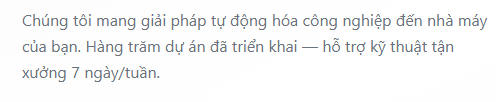 Chúng tôi mang giải pháp tự động hóa công nghiệp đến nhà máy
của bạn. Hàng trăm dự án đã triển khai — hỗ trợ kỹ thuật tận
xưởng 7 ngày/tuần.